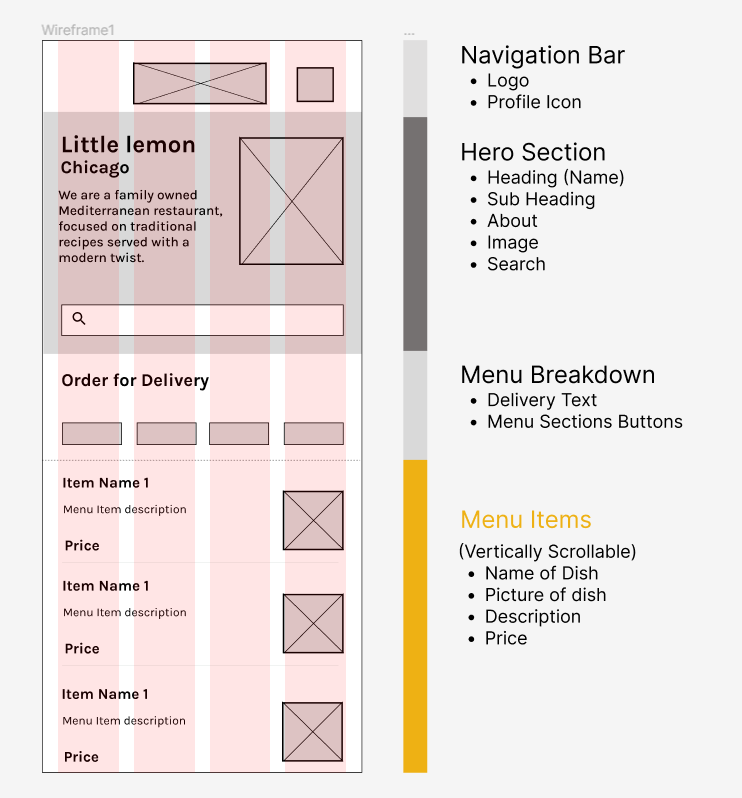 Wireframe1
Little lemon
Chicago
We are a family owned
Mediterranean restaurant,
focused on traditional
recipes served with a
modern twist.
Order for Delivery
Item Name 1
Menu Item description
Price
Item Name 1
Menu Item description
Price
Item Name 1
Menu Item description
Price
...
Navigation Bar
• Logo
• Profile Icon
Hero Section
• Heading (Name)
• Sub Heading
• About
• Image
• Search
Menu Breakdown
• Delivery Text
• Menu Sections Buttons
Menu Items
(Vertically Scrollable)
• Name of Dish
• Picture of dish
• Description
• Price